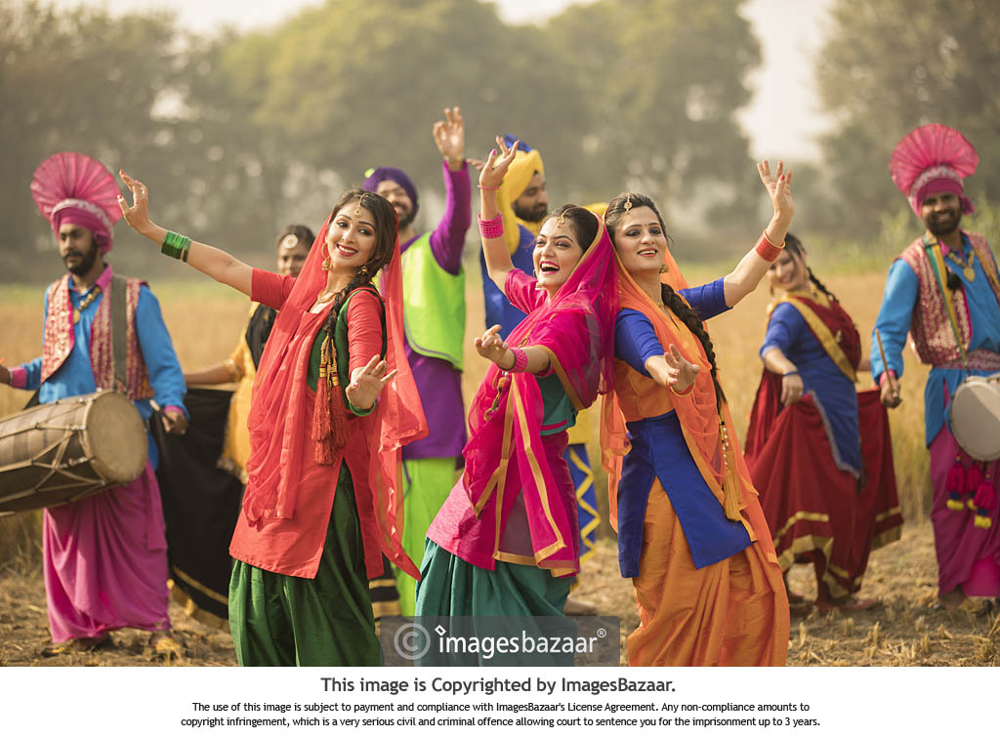 © imagesbazaar®
This image is Copyrighted by ImagesBazaar.
The use of this image is subject to payment and compliance with ImagesBazaar's License Agreement. Any non-compliance amounts to
copyright infringement, which is a very serious civil and criminal offence allowing court to sentence you for the imprisonment up to 3 years.